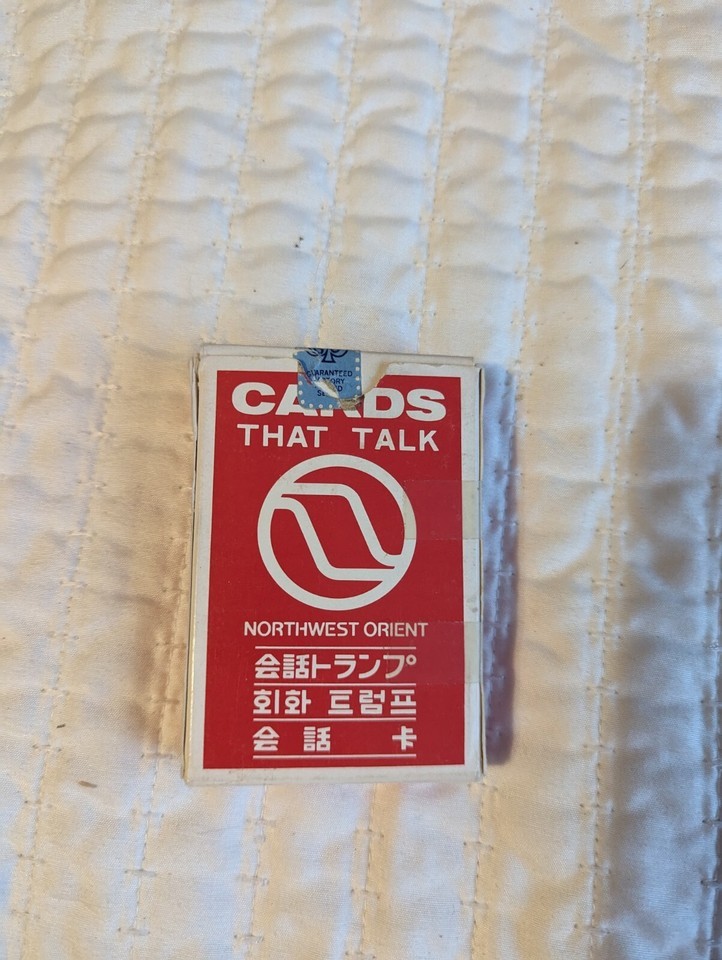 GUARANTEED
CARDS
THAT TALK
NORTHWEST ORIENT
会話トランプ
회화 트럼프
会話 卡